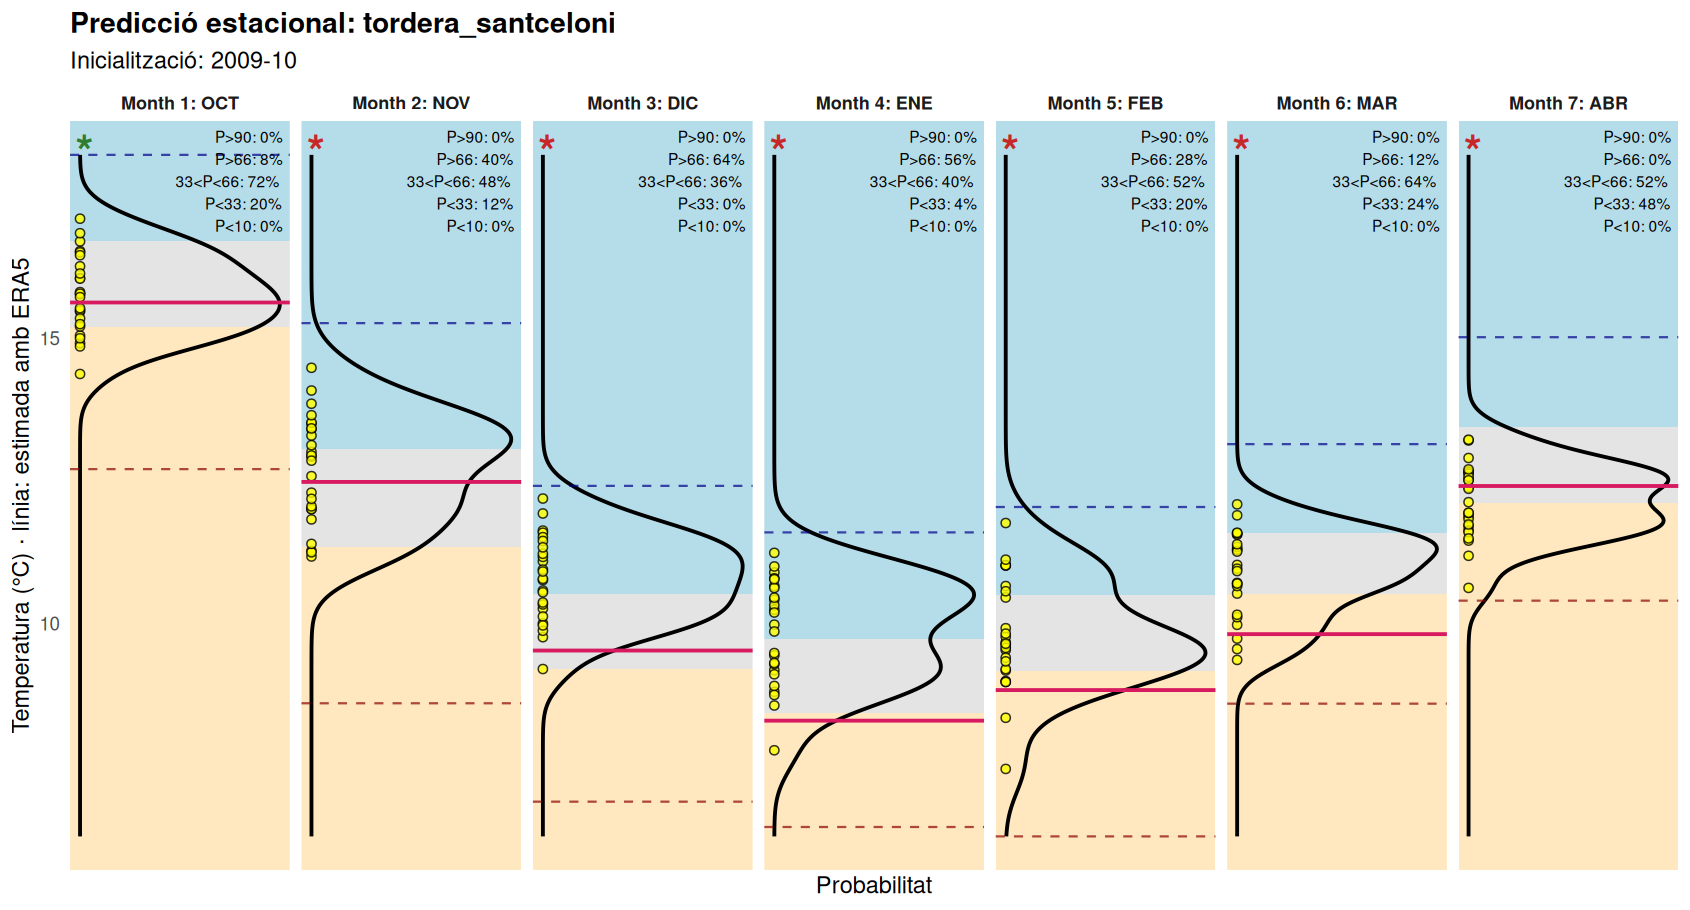 Predicció estacional: tordera_santceloni
Inicialització: 2009-10
Month 1: OCT
Month 2: NOV
Month 3: DIC
Month 4: ENE
Month 5: FEB
Month 6: MAR
Month 7: ABR
*
P>90: 0%
P>66: 8%
33<P<66: 72%
P<33: 20%
P<10: 0%
*
P>90: 0%
P>66: 40%
33<P<66: 48%
P<33: 12%
P<10: 0%
*
P>90: 0%
P>66: 64%
33<P<66: 36%
P<33: 0%
P<10: 0%
*
P>90: 0%
P>66: 56%
33<P<66: 40%
P<33: 4%
P<10: 0%
*
P>90: 0%
P>66: 28%
33<P<66: 52%
P<33: 20%
P<10: 0%
*
P>90: 0%
P>66: 12%
33<P<66: 64%
P<33: 24%
P<10: 0%
*
P>90: 0%
P>66: 0%
33<P<66: 52%
P<33: 48%
P<10: 0%
Temperatura (°C) · línia: estimada amb ERA5
15
10
Probabilitat